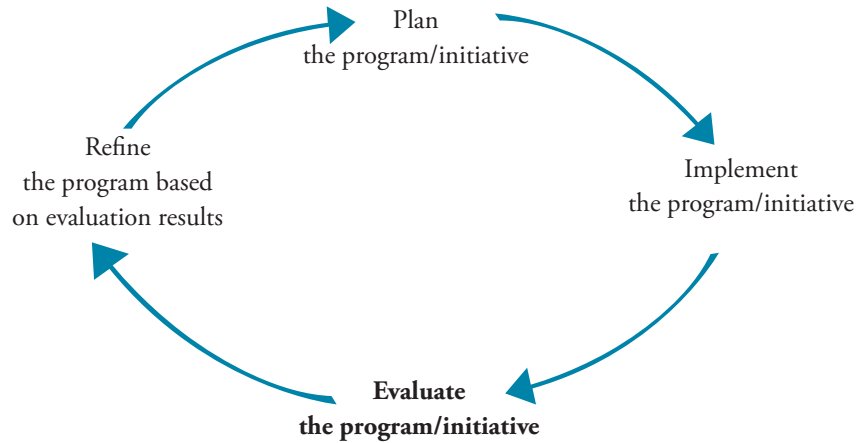 Plan
the program/initiative
Implement
the program/initiative
Evaluate
the program/initiative
Refine
the program based
on evaluation results